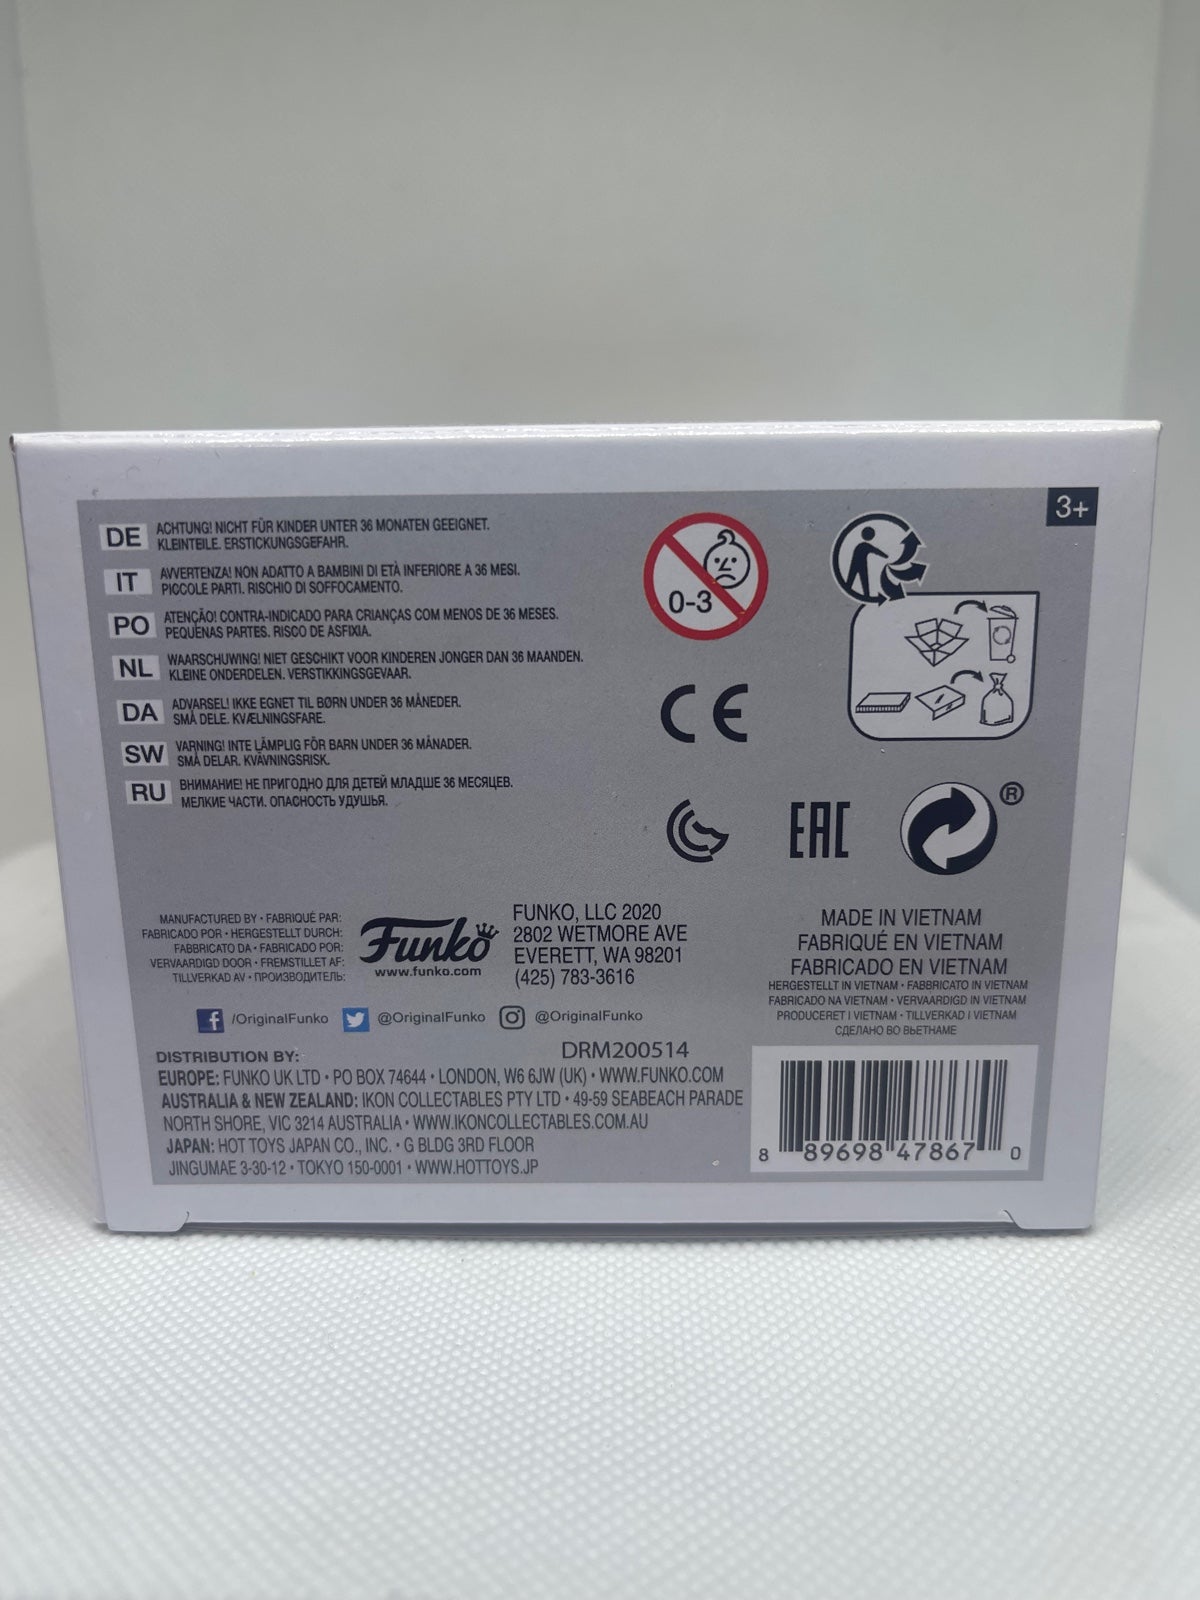 3+
DE ACHTUNG! NICHT FÜR KINDER UNTER 36 MONATEN GEEIGNET.
KLEINTEILE. ERSTICKUNGSGEFAHR.
IT AVVERTENZA! NON ADATTO A BAMBINI DI ETÀ INFERIORE A 36 MESI.
PICCOLE PARTI. RISCHIO DI SOFFOCAMENTO.
PO ATENÇÃO! CONTRA-INDICADO PARA CRIANÇAS COM MENOS DE 36 MESES.
PEQUENAS PARTES. RISCO DE ASFIXIA.
NL WAARSCHUWING! NIET GESCHIKT VOOR KINDEREN JONGER DAN 36 MAANDEN.
KLEINE ONDERDELEN. VERSTIKKINGSGEVAAR.
DA ADVARSEL! IKKE EGNET TIL BØRN UNDER 36 MÅNEDER.
SMÅ DELE. KVÆLNINGSFARE.
SW VARNING! INTE LÄMPLIG FÖR BARN UNDER 36 MÅNADER.
SMÅ DELAR. KVÄVNINGSRISK.
RU ВНИМАНИЕ! НЕ ПРИГОДНО ДЛЯ ДЕТЕЙ МЛАДШЕ 36 МЕСЯЦЕВ.
МЕЛКИЕ ЧАСТИ. ОПАСНОСТЬ УДУШЬЯ.
0-3
CE
EAC
®
MANUFACTURED BY • FABRIQUÉ PAR:
FABRICADO POR • HERGESTELLT DURCH:
FABBRICATO DA • FABRICADO POR:
VERVAARDIGD DOOR • FREMSTILLET AF:
TILLVERKAD AV • ПРОИЗВОДИТЕЛЬ:
Funko
www.funko.com
FUNKO, LLC 2020
2802 WETMORE AVE
EVERETT, WA 98201
(425) 783-3616
MADE IN VIETNAM
FABRIQUÉ EN VIETNAM
FABRICADO EN VIETNAM
HERGESTELLT IN VIETNAM • FABBRICATO IN VIETNAM
FABRICADO NA VIETNAM • VERVAARDIGD IN VIETNAM
PRODUCERET I VIETNAM • TILLVERKAD I VIETNAM
СДЕЛАНО ВО ВЬЕТНАМЕ
/OriginalFunko @OriginalFunko @OriginalFunko
DISTRIBUTION BY: DRM200514
EUROPE: FUNKO UK LTD • PO BOX 74644 • LONDON, W6 6JW (UK) • WWW.FUNKO.COM
AUSTRALIA & NEW ZEALAND: IKON COLLECTABLES PTY LTD • 49-59 SEABEACH PARADE
NORTH SHORE, VIC 3214 AUSTRALIA • WWW.IKONCOLLECTABLES.COM.AU
JAPAN: HOT TOYS JAPAN CO., INC. • G BLDG 3RD FLOOR
JINGUMAE 3-30-12 • TOKYO 150-0001 • WWW.HOTTOYS.JP
8 89698 47867 0